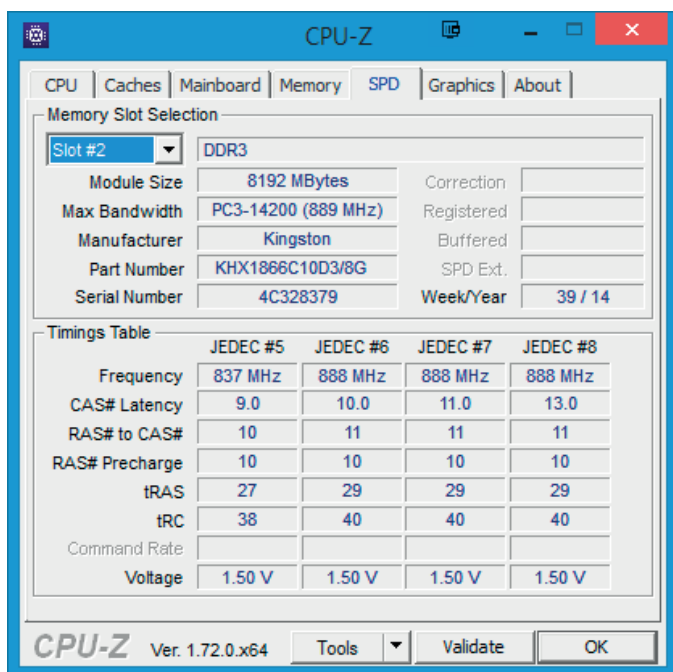 CPU-Z
CPU Caches Mainboard Memory SPD Graphics About
Memory Slot Selection
Slot #2 DDR3
Module Size 8192 MBytes Correction
Max Bandwidth PC3-14200 (889 MHz) Registered
Manufacturer Kingston Buffered
Part Number KHX1866C10D3/8G SPD Ext.
Serial Number 4C328379 Week/Year 39 / 14
Timings Table
JEDEC #5 JEDEC #6 JEDEC #7 JEDEC #8
Frequency 837 MHz 888 MHz 888 MHz 888 MHz
CAS# Latency 9.0 10.0 11.0 13.0
RAS# to CAS# 10 11 11 11
RAS# Precharge 10 10 10 10
tRAS 27 29 29 29
tRC 38 40 40 40
Command Rate
Voltage 1.50 V 1.50 V 1.50 V 1.50 V
CPU-Z Ver. 1.72.0.x64 Tools Validate OK